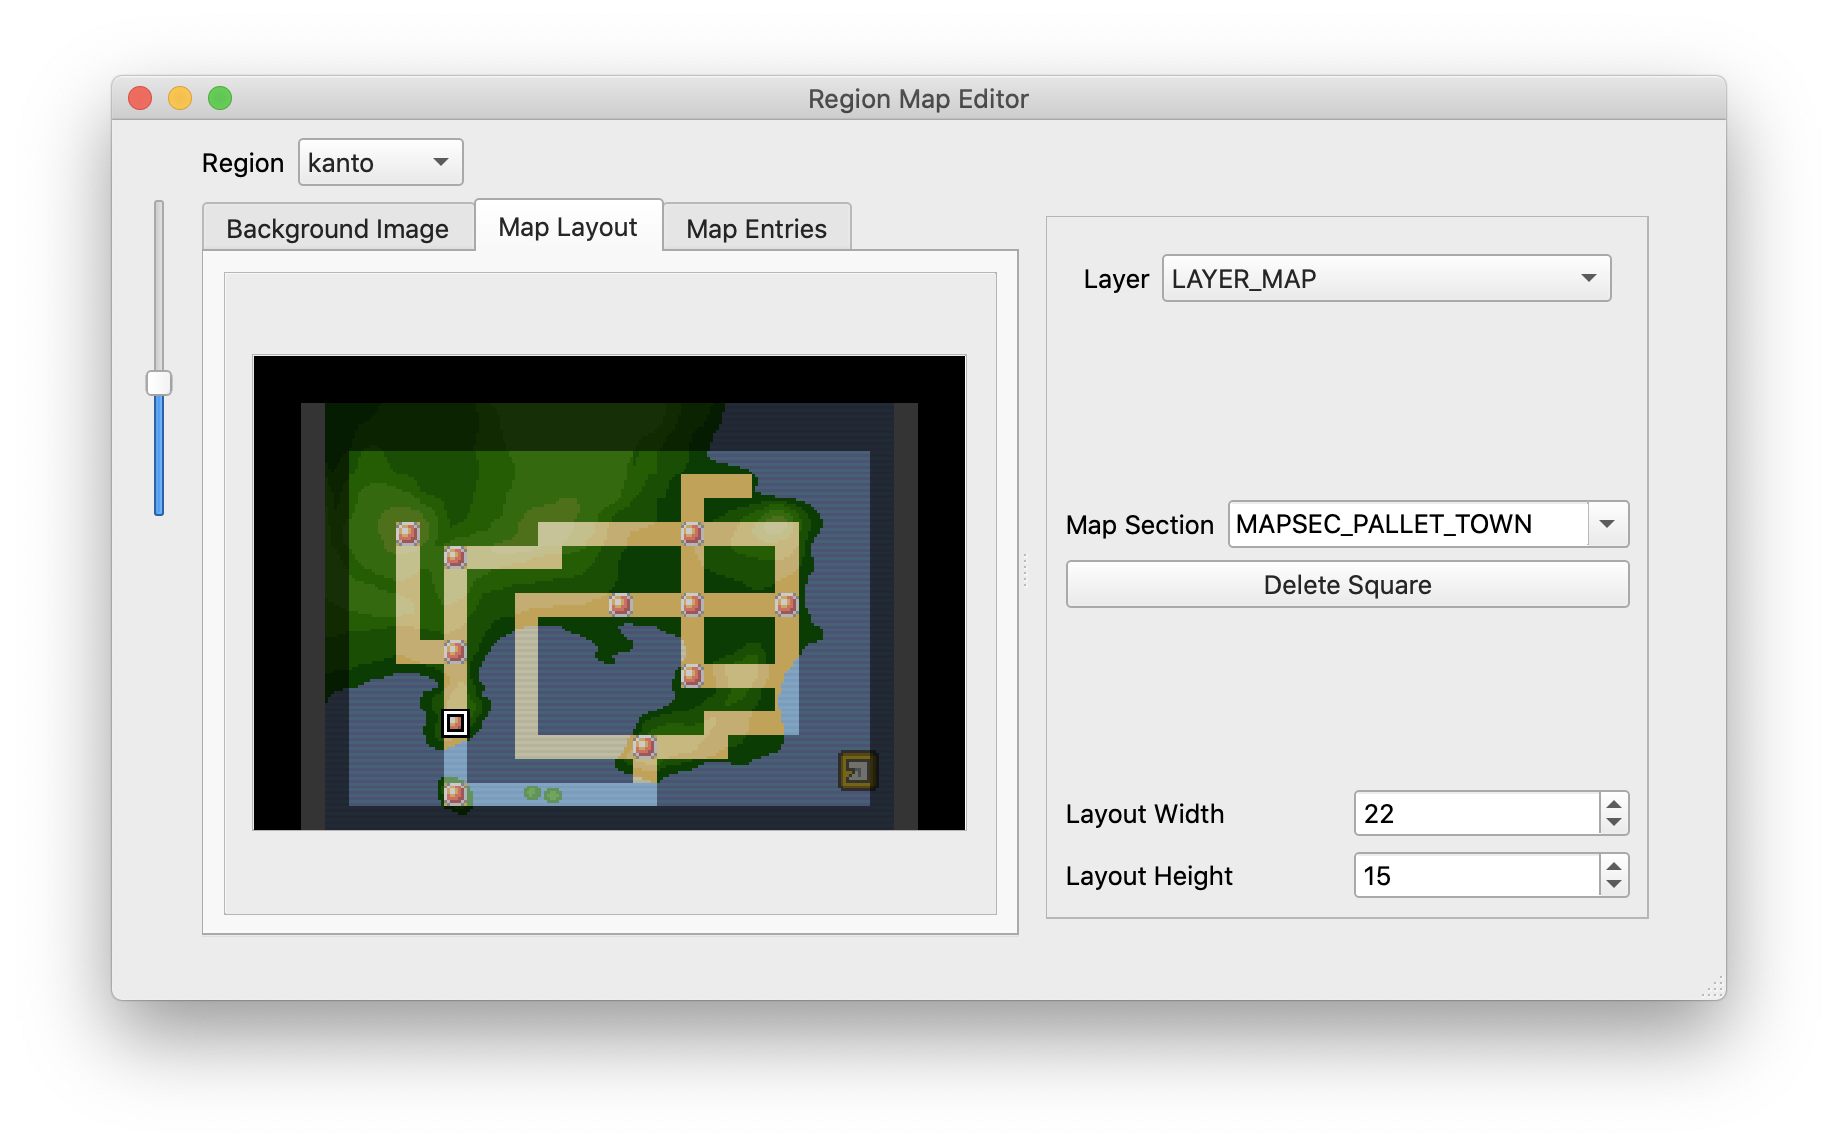 Region Map Editor
Region kanto
Background Image Map Layout Map Entries
Layer LAYER_MAP
Map Section MAPSEC_PALLET_TOWN
Delete Square
Layout Width 22
Layout Height 15